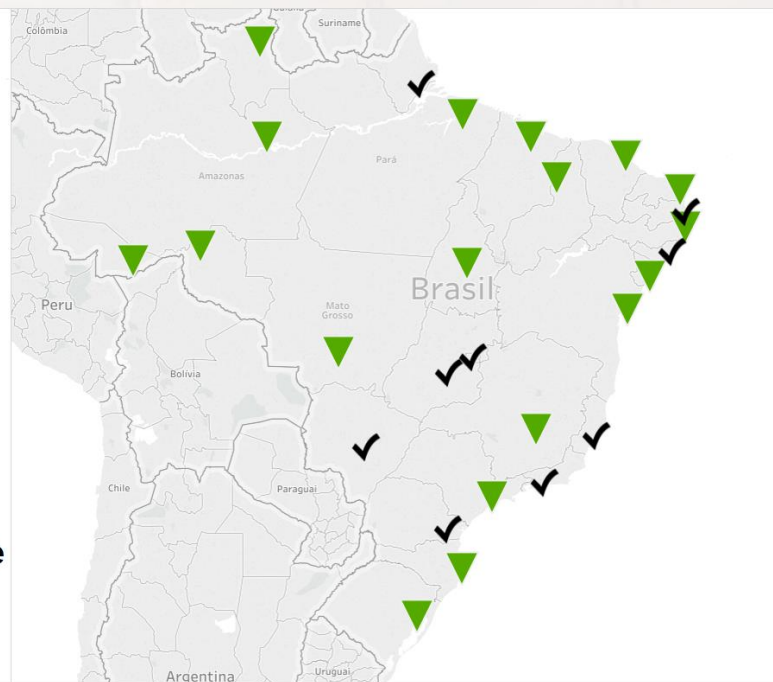 Colômbia
Suriname
Pará
Amazonas
Peru
Brasil
Mato
Grosso
Bolívia
Chile
Paraguai
e
Argentina
Uruguai